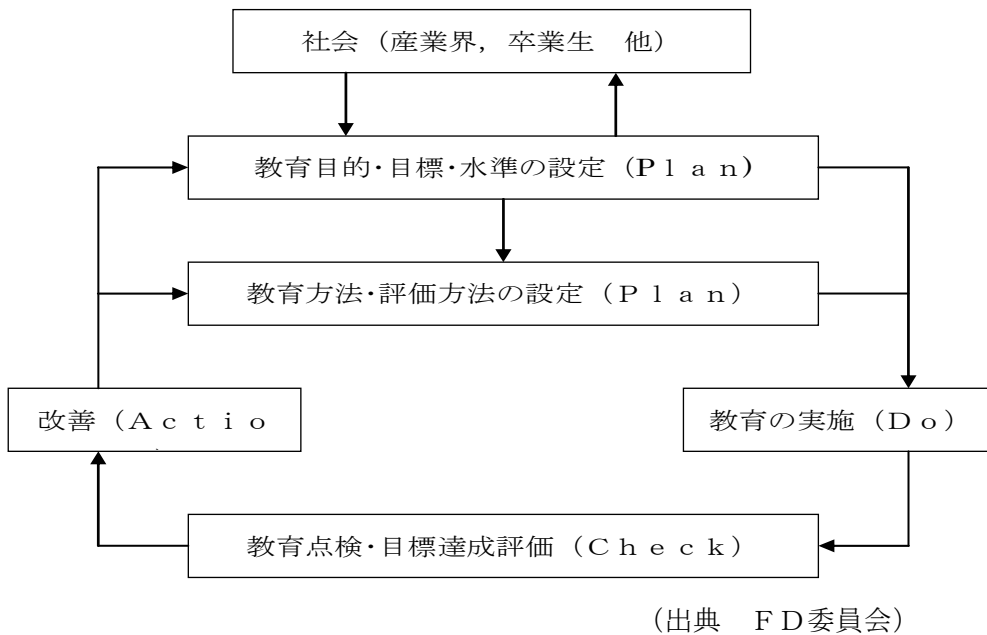 社会（産業界，卒業生　他）
教育目的・目標・水準の設定（Ｐｌａｎ）
教育方法・評価方法の設定（Ｐｌａｎ）
改善（Ａｃｔｉｏ
教育の実施（Ｄｏ）
教育点検・目標達成評価（Ｃｈｅｃｋ）
（出典　ＦＤ委員会）